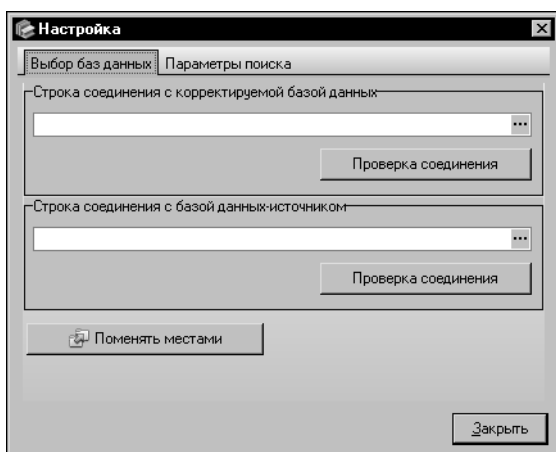 Настройка
Выбор баз данных Параметры поиска
Строка соединения с корректируемой базой данных
...
Проверка соединения
Строка соединения с базой данных-источником
...
Проверка соединения
Поменять местами
Закрыть